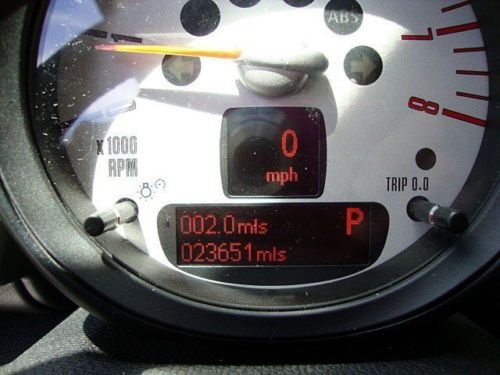 ABS
7
8
0
mph
X 1000
RPM
TRIP 0.0
002.0mls P
023651mls